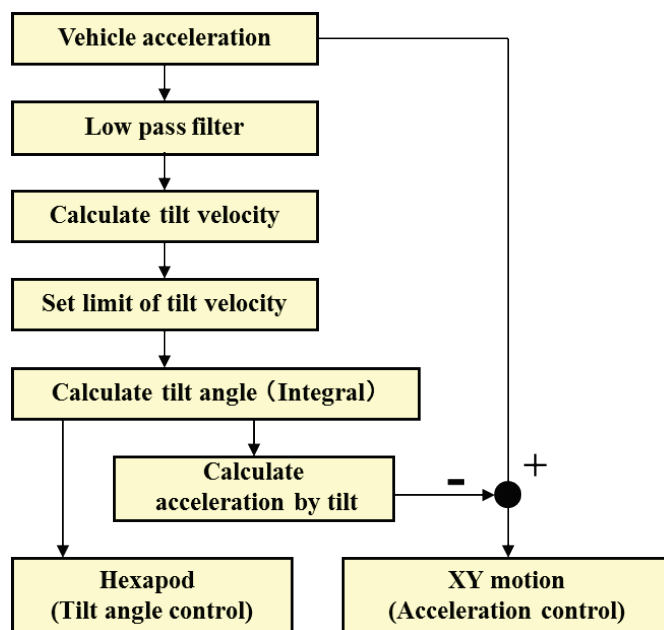 Vehicle acceleration
Low pass filter
Calculate tilt velocity
Set limit of tilt velocity
Calculate tilt angle（Integral）
Calculate
acceleration by tilt
-
+
Hexapod
(Tilt angle control)
XY motion
(Acceleration control)